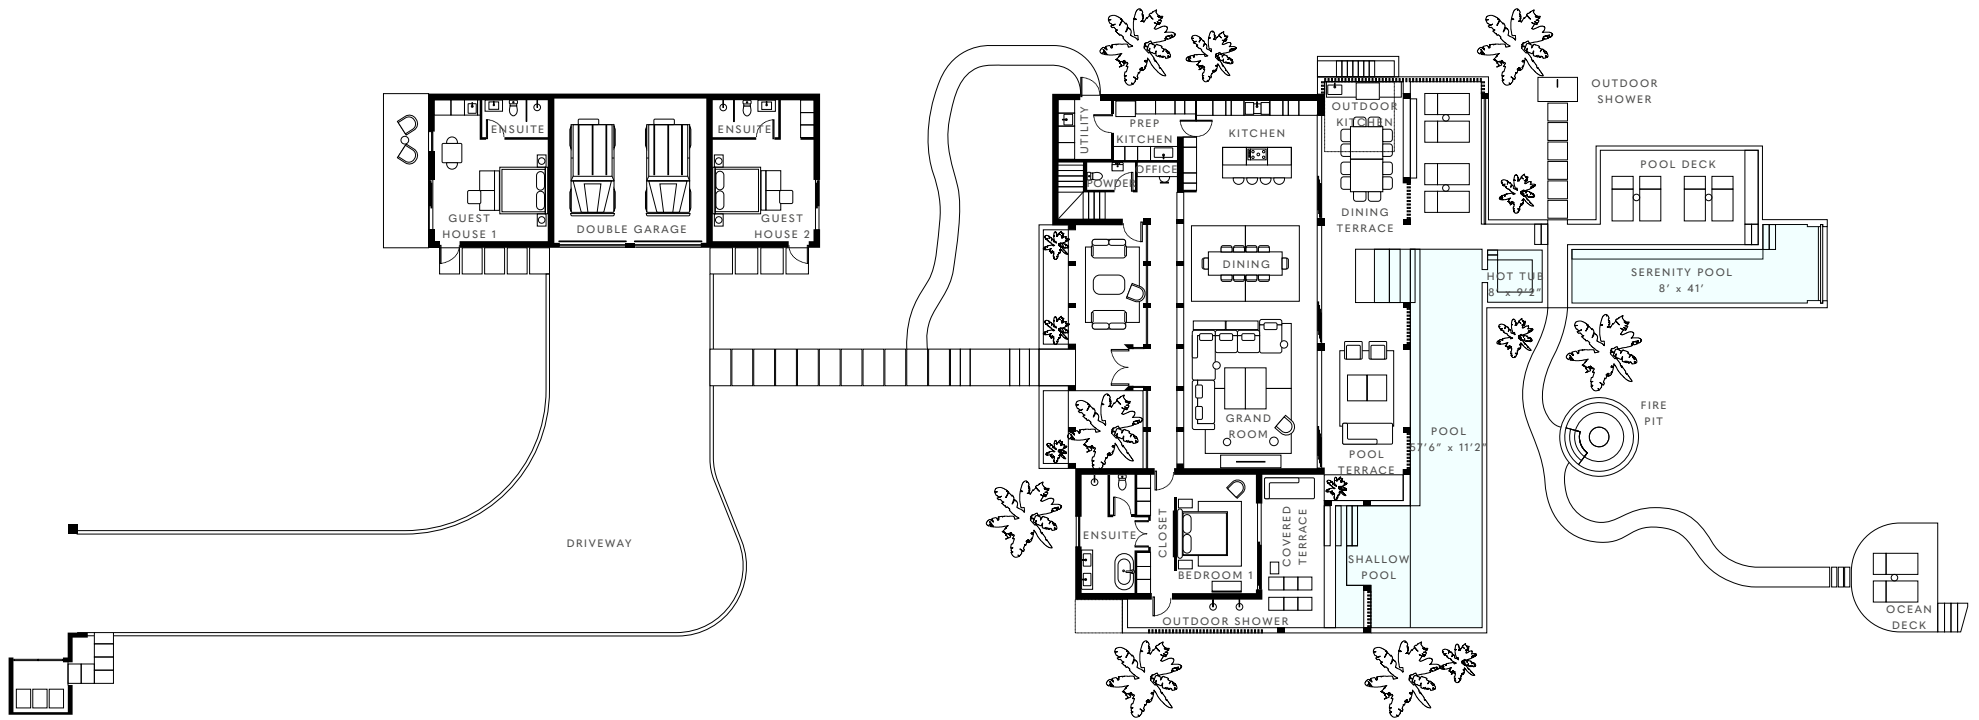 ENSUITE
GUEST
HOUSE 1
DOUBLE GARAGE
ENSUITE
GUEST
HOUSE 2
DRIVEWAY
UTILITY
PREP
KITCHEN
POWDER
OFFICE
KITCHEN
DINING
GRAND
ROOM
ENSUITE
CLOSET
BEDROOM 1
COVERED
TERRACE
OUTDOOR SHOWER
OUTDOOR
KITCHEN
DINING
TERRACE
POOL
TERRACE
POOL
57'6" x 11'2"
SHALLOW
POOL
HOT TUB
8' x 9'2"
OUTDOOR
SHOWER
POOL DECK
SERENITY POOL
8' x 41'
FIRE
PIT
OCEAN
DECK